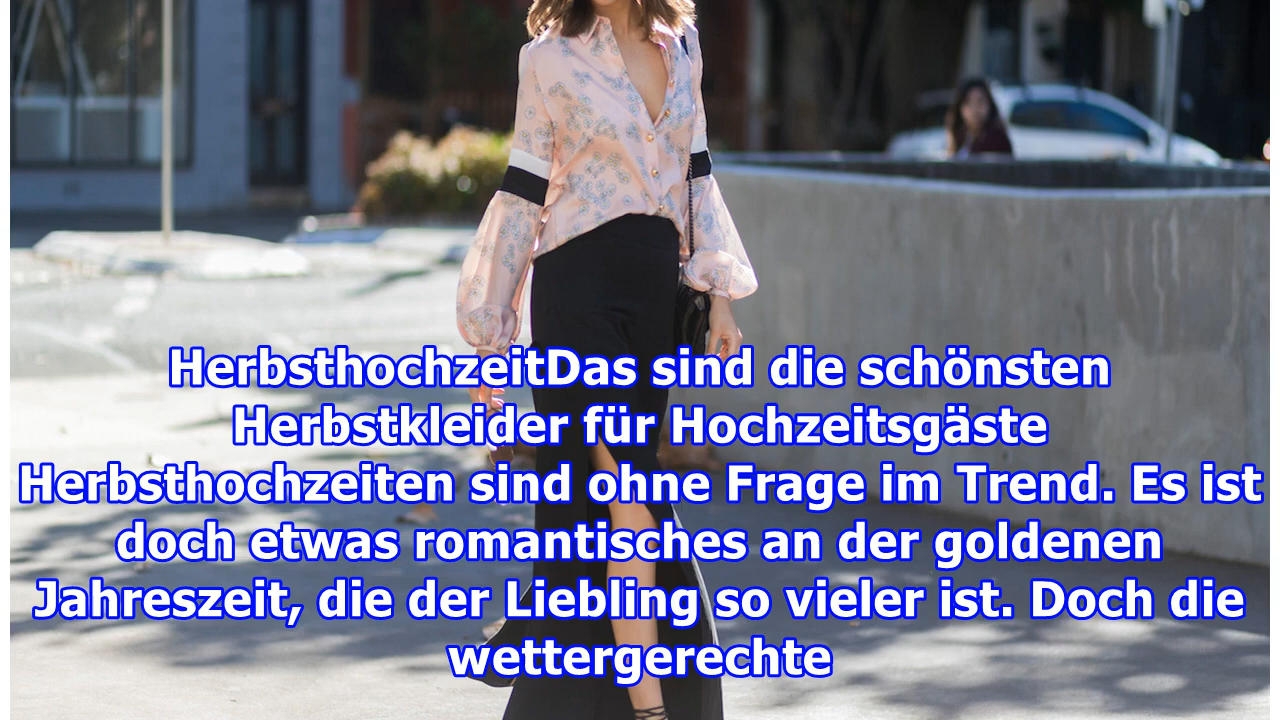 HerbsthochzeitDas sind die schönsten
Herbstkleider für Hochzeitsgäste
Herbsthochzeiten sind ohne Frage im Trend. Es ist
doch etwas romantisches an der goldenen
Jahreszeit, die der Liebling so vieler ist. Doch die
wettergerechte